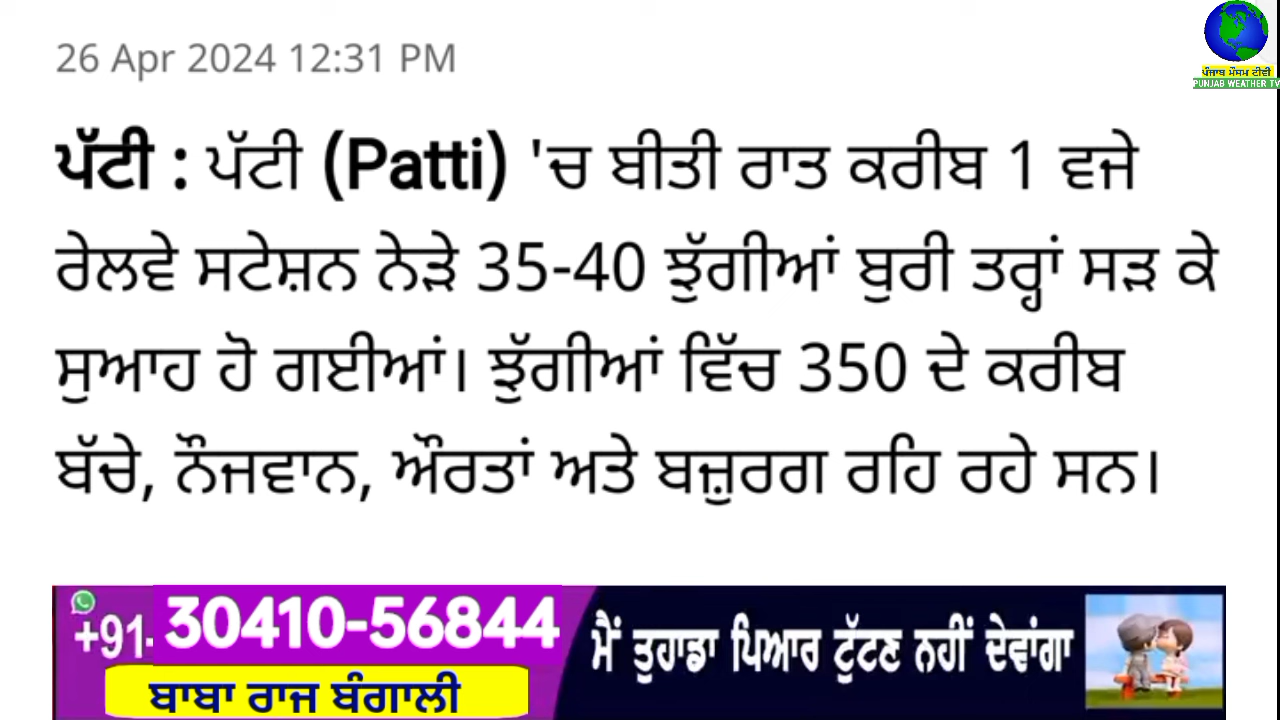 26 Apr 2024 12:31 PM
ਪੰਜਾਬ ਮੌਸਮ ਟੀਵੀ
PUNJAB WEATHER TV
ਪੱਟੀ : ਪੱਟੀ (Patti) 'ਚ ਬੀਤੀ ਰਾਤ ਕਰੀਬ 1 ਵਜੇ
ਰੇਲਵੇ ਸਟੇਸ਼ਨ ਨੇੜੇ 35-40 ਝੁੱਗੀਆਂ ਬੁਰੀ ਤਰ੍ਹਾਂ ਸੜ ਕੇ
ਸੁਆਹ ਹੋ ਗਈਆਂ। ਝੁੱਗੀਆਂ ਵਿੱਚ 350 ਦੇ ਕਰੀਬ
ਬੱਚੇ, ਨੌਜਵਾਨ, ਔਰਤਾਂ ਅਤੇ ਬਜ਼ੁਰਗ ਰਹਿ ਰਹੇ ਸਨ।
+91- 30410-56844
ਬਾਬਾ ਰਾਜ ਬੰਗਾਲੀ
ਮੈਂ ਤੁਹਾਡਾ ਪਿਆਰ ਟੁੱਟਣ ਨਹੀਂ ਦੇਵਾਂਗਾ